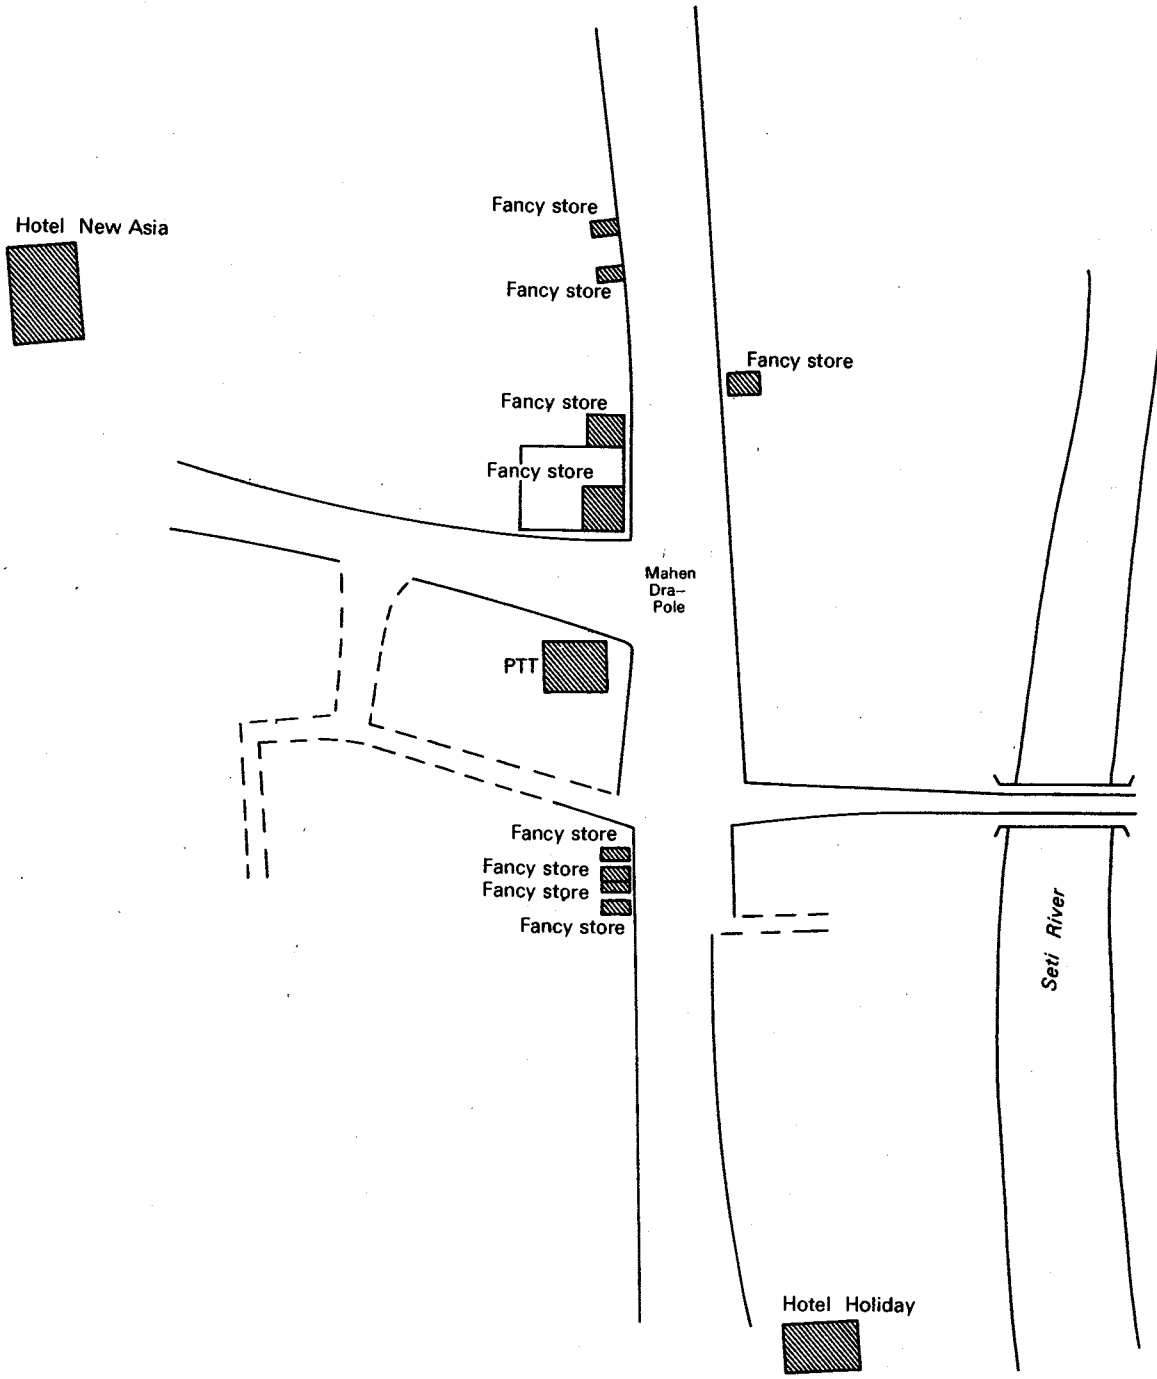 Fancy store
Hotel New Asia
Fancy store
Fancy store
Fancy store
Fancy store
Mahen
Dra–
Pole
PTT
Fancy store
Fancy store
Fancy store
Fancy store
Seti River
Hotel Holiday